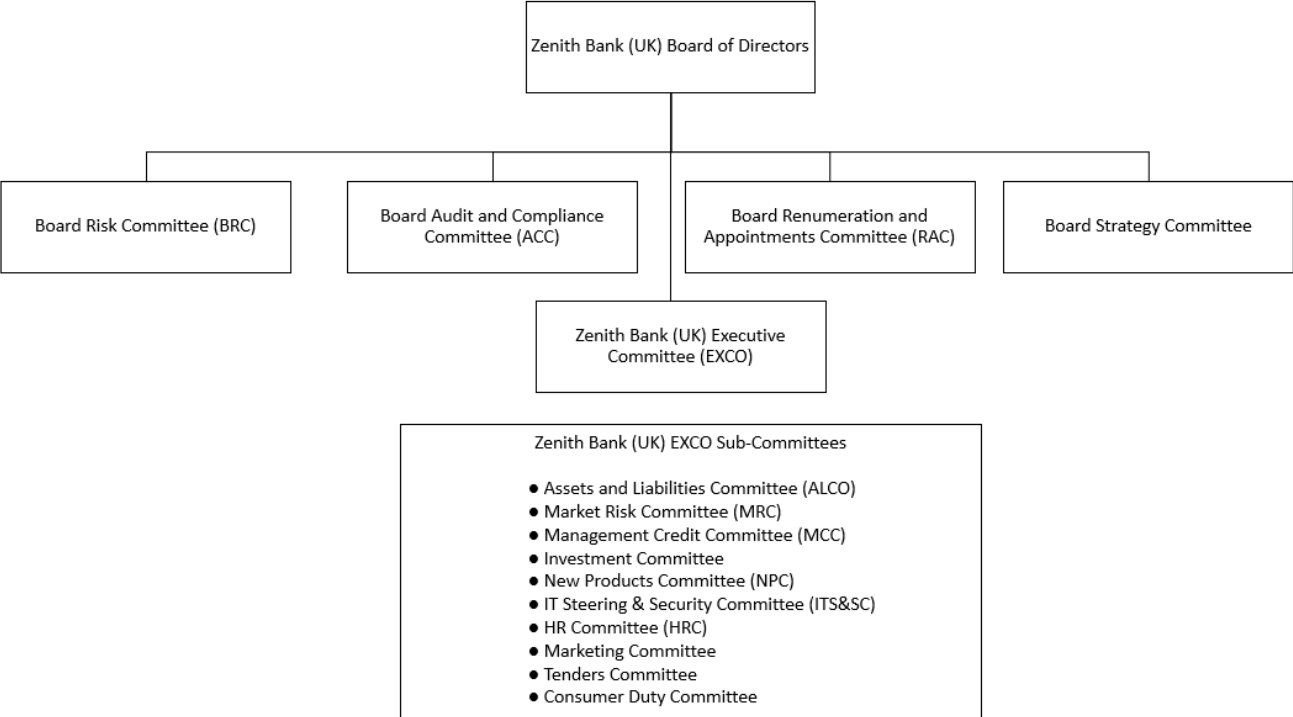 Zenith Bank (UK) Board of Directors
Board Risk Committee (BRC)
Board Audit and Compliance
Committee (ACC)
Board Renumeration and
Appointments Committee (RAC)
Board Strategy Committee
Zenith Bank (UK) Executive
Committee (EXCO)
Zenith Bank (UK) EXCO Sub-Committees
● Assets and Liabilities Committee (ALCO)
● Market Risk Committee (MRC)
● Management Credit Committee (MCC)
● Investment Committee
● New Products Committee (NPC)
● IT Steering & Security Committee (ITS&SC)
● HR Committee (HRC)
● Marketing Committee
● Tenders Committee
● Consumer Duty Committee